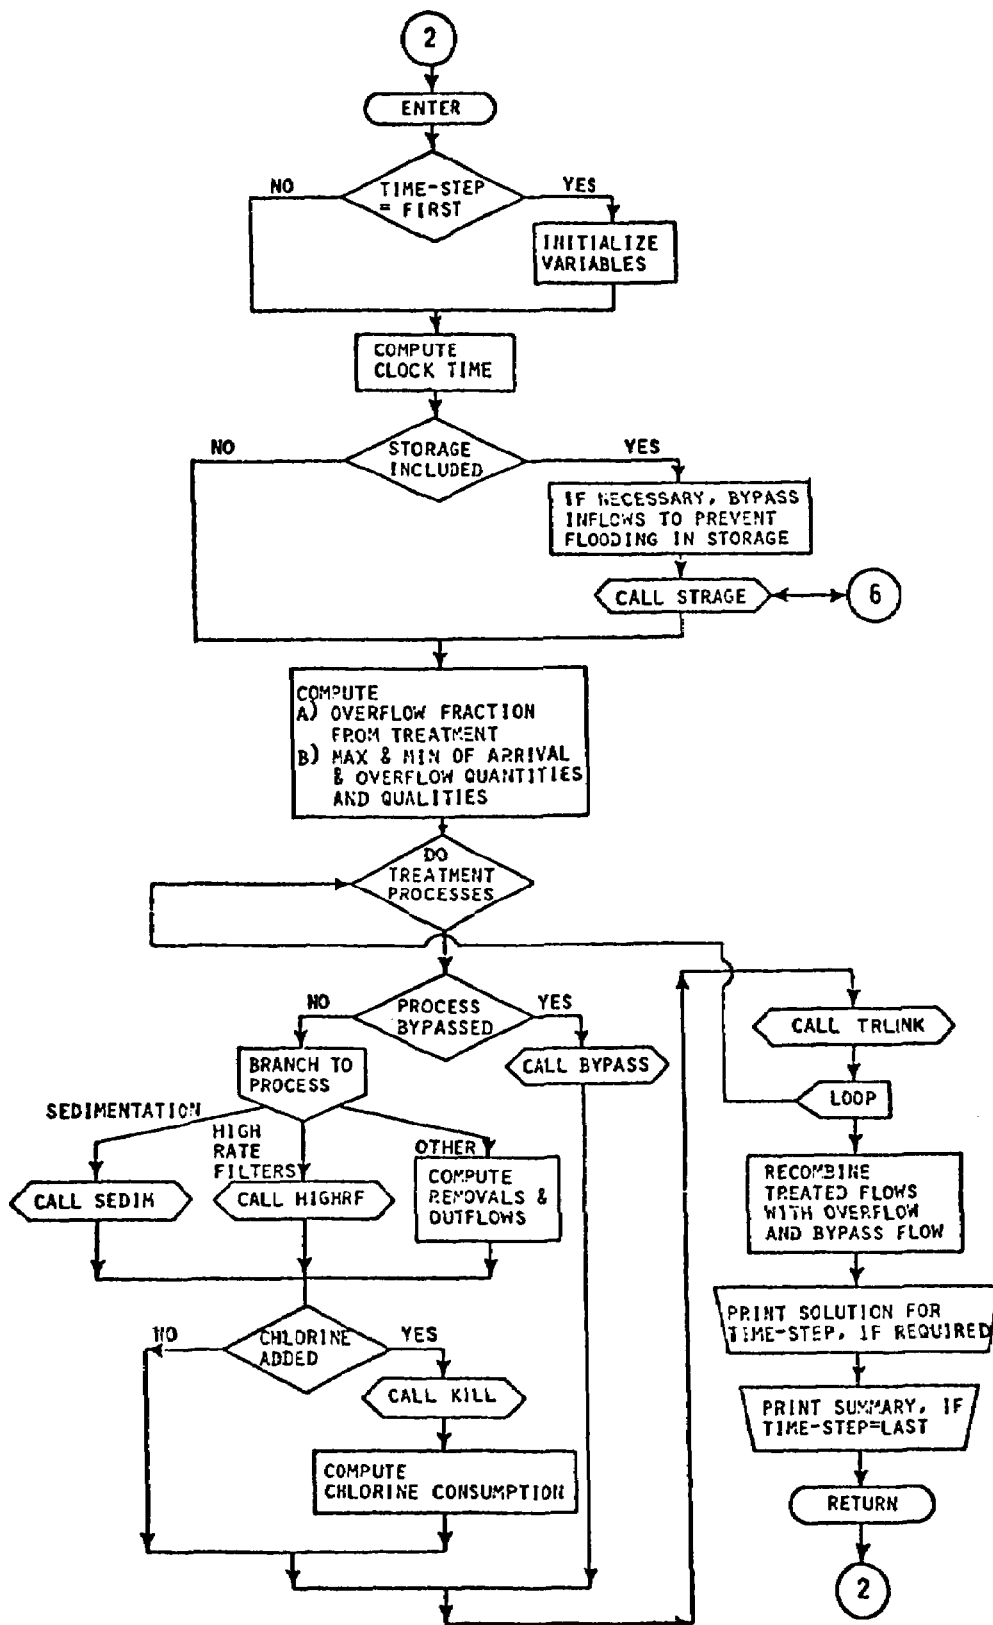 2
ENTER
TIME-STEP
= FIRST
NO
YES
INITIALIZE
VARIABLES
COMPUTE
CLOCK TIME
STORAGE
INCLUDED
NO
YES
IF NECESSARY, BYPASS
INFLOWS TO PREVENT
FLOODING IN STORAGE
CALL STRAGE
6
COMPUTE
A) OVERFLOW FRACTION
FROM TREATMENT
B) MAX & MIN OF ARRIVAL
& OVERFLOW QUANTITIES
AND QUALITIES
DO
TREATMENT
PROCESSES
PROCESS
BYPASSED
NO
YES
BRANCH TO
PROCESS
CALL BYPASS
SEDIMENTATION
HIGH
RATE
FILTERS
OTHER
CALL SEDIM
CALL HIGHRF
COMPUTE
REMOVALS &
OUTFLOWS
CHLORINE
ADDED
NO
YES
CALL KILL
COMPUTE
CHLORINE CONSUMPTION
CALL TRLINK
LOOP
RECOMBINE
TREATED FLOWS
WITH OVERFLOW
AND BYPASS FLOW
PRINT SOLUTION FOR
TIME-STEP, IF REQUIRED
PRINT SUMMARY, IF
TIME-STEP=LAST
RETURN
2